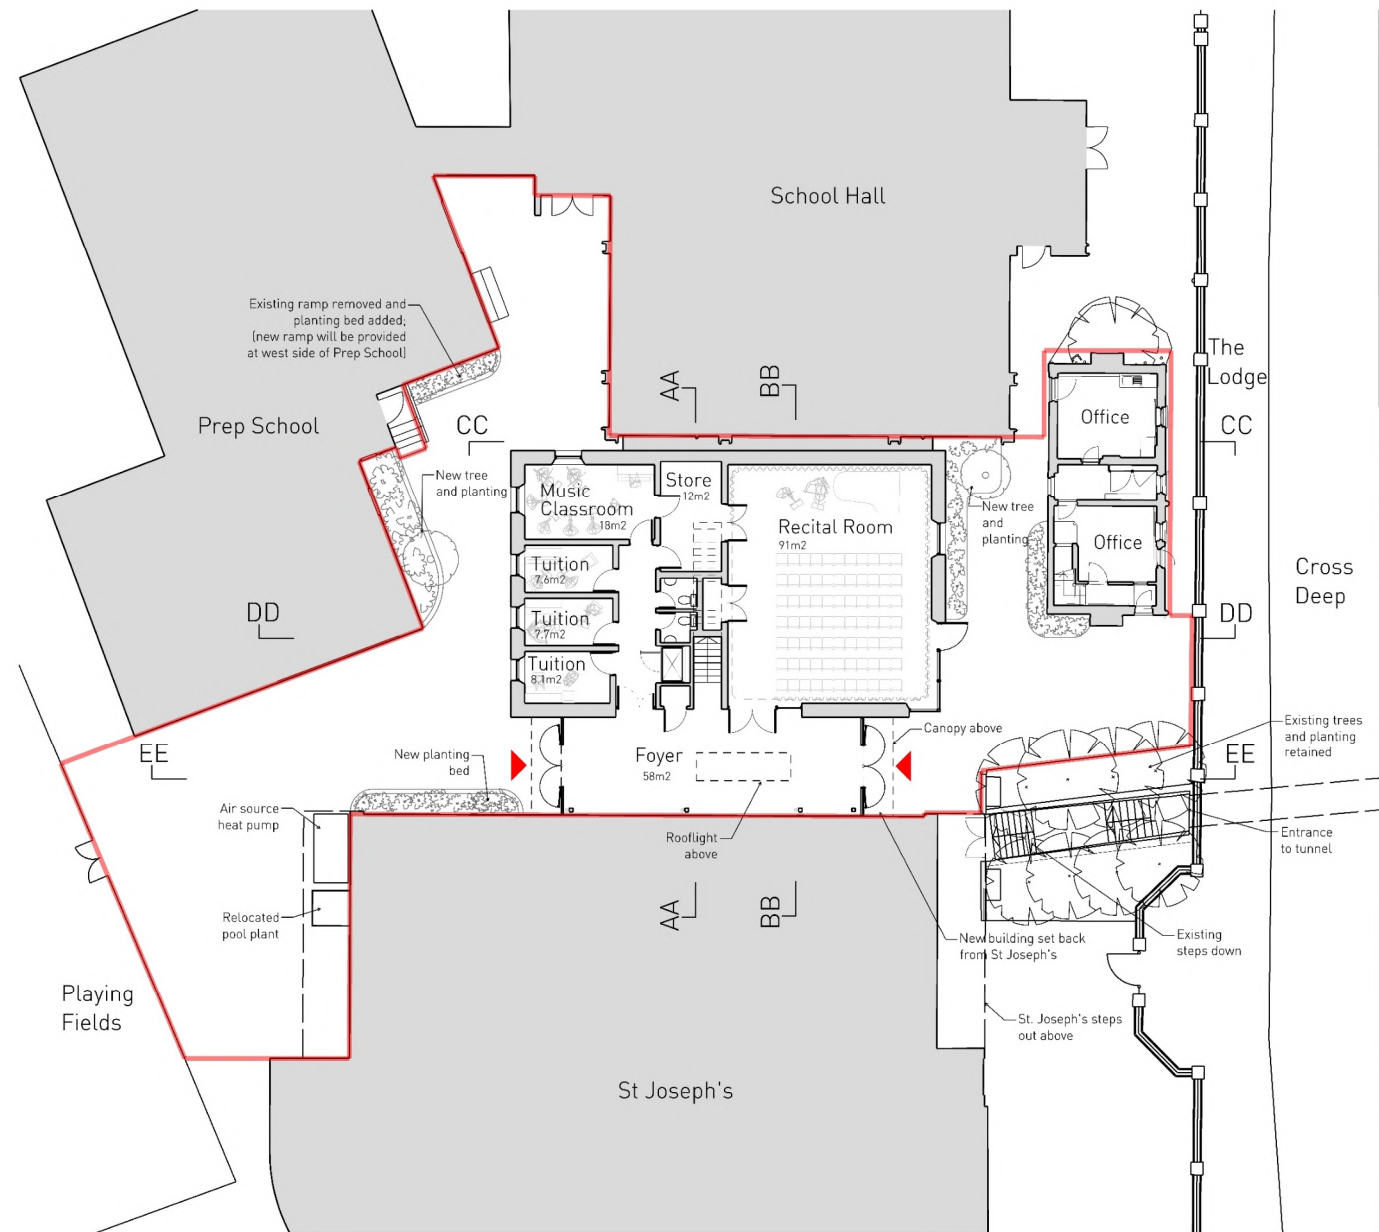 School Hall
Existing ramp removed and
planting bed added;
(new ramp will be provided
at west side of Prep School)
The
Lodge
AA
BB
Office
Prep School
CC
CC
New tree
and planting
Music
Classroom
18m2
Store
12m2
Recital Room
91m2
New tree
and
planting
Office
Tuition
7.6m2
Cross
Deep
DD
Tuition
7.7m2
DD
Tuition
8.1m2
EE
New planting
bed
Foyer
58m2
Canopy above
Existing trees
and planting
retained
EE
Air source
heat pump
Rooflight
above
Entrance
to tunnel
Relocated
pool plant
AA
BB
New building set back
from St Joseph's
Existing
steps down
Playing
Fields
St. Joseph's steps
out above
St Joseph's